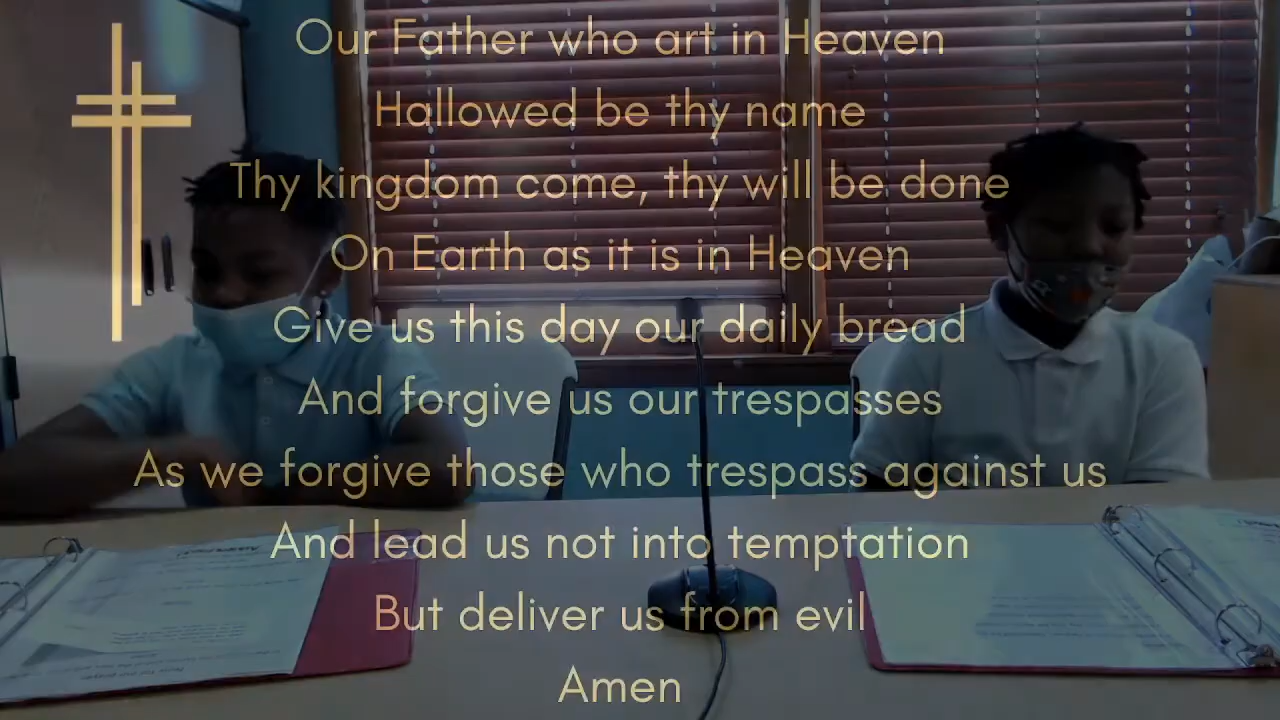 Our Father who art in Heaven
Hallowed be thy name
Thy kingdom come, thy will be done
On Earth as it is in Heaven
Give us this day our daily bread
And forgive us our trespasses
As we forgive those who trespass against us
And lead us not into temptation
But deliver us from evil
Amen